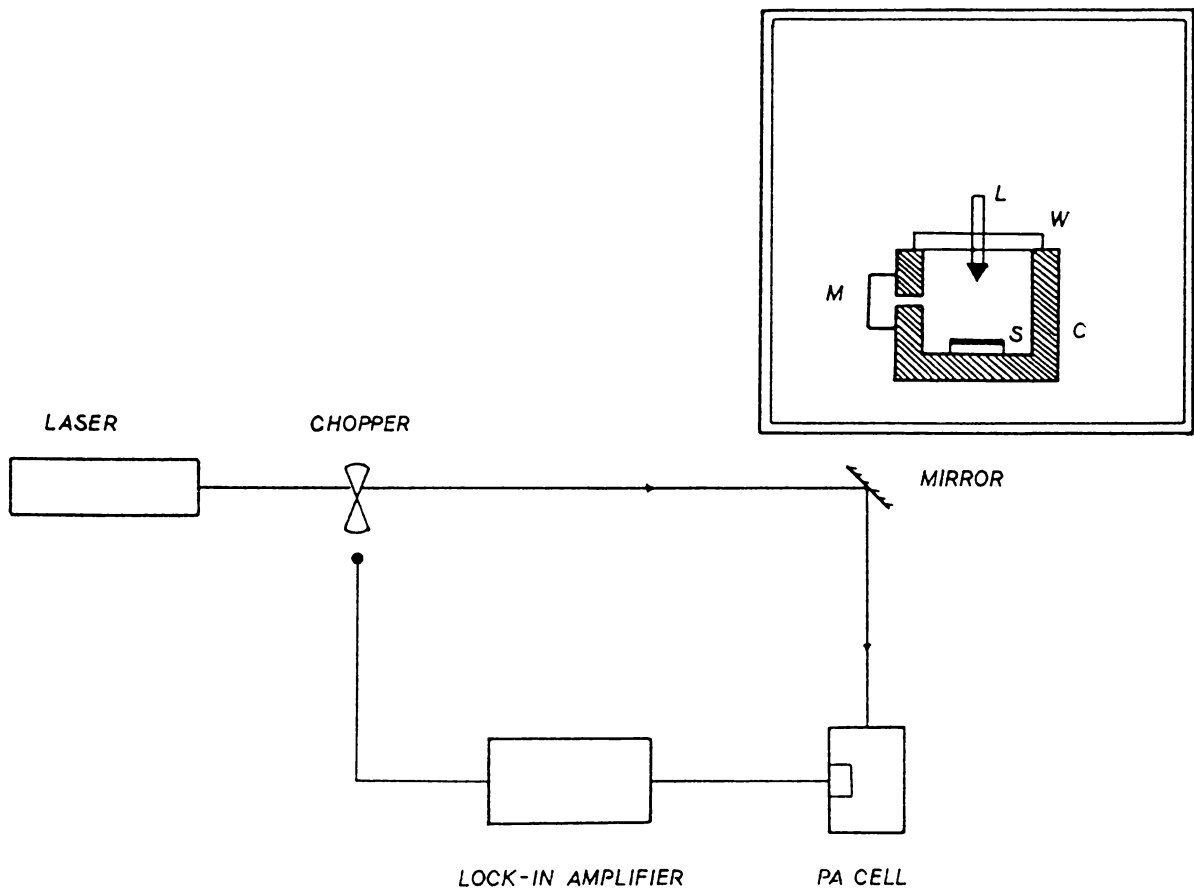 L
W
M
S
C
LASER
CHOPPER
MIRROR
LOCK-IN AMPLIFIER
PA CELL